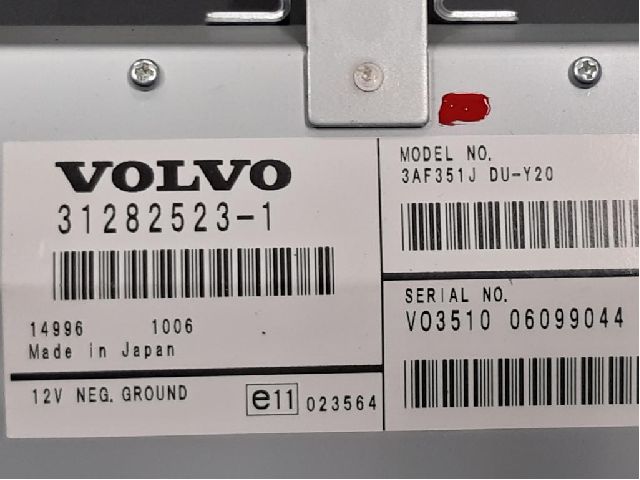 VOLVO
31282523-1
14996 1006
Made in Japan
12V NEG. GROUND
e11 023564
MODEL NO.
3AF351J DU-Y20
SERIAL NO.
VO3510 06099044